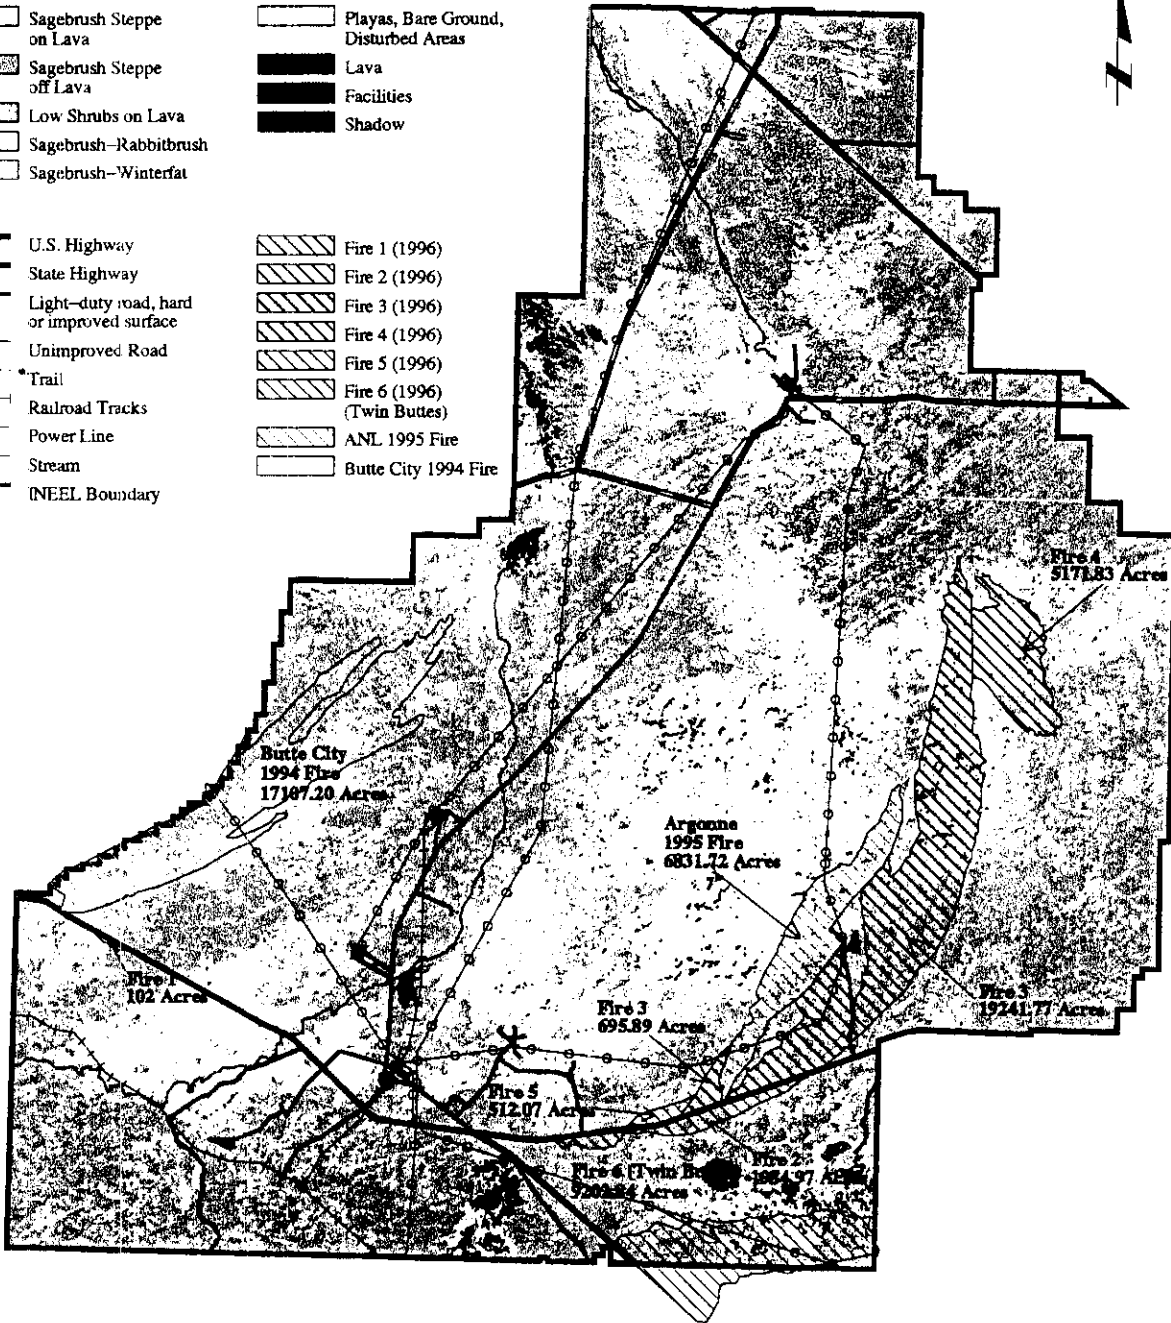 Sagebrush Steppe
on Lava
Sagebrush Steppe
off Lava
Low Shrubs on Lava
Sagebrush–Rabbitbrush
Sagebrush–Winterfat
Playas, Bare Ground,
Disturbed Areas
Lava
Facilities
Shadow
U.S. Highway
State Highway
Light–duty road, hard
or improved surface
Unimproved Road
Trail
Railroad Tracks
Power Line
Stream
INEEL Boundary
Fire 1 (1996)
Fire 2 (1996)
Fire 3 (1996)
Fire 4 (1996)
Fire 5 (1996)
Fire 6 (1996)
(Twin Buttes)
ANL 1995 Fire
Butte City 1994 Fire
Fire 4
5171.83 Acres
Butte City
1994 Fire
17107.20 Acres
Argonne
1995 Fire
6831.72 Acres
Fire 1
102 Acres
Fire 3
695.89 Acres
Fire 3
19241.77 Acres
Fire 5
512.07 Acres
Fire 6 (Twin
Acres
Fire 2